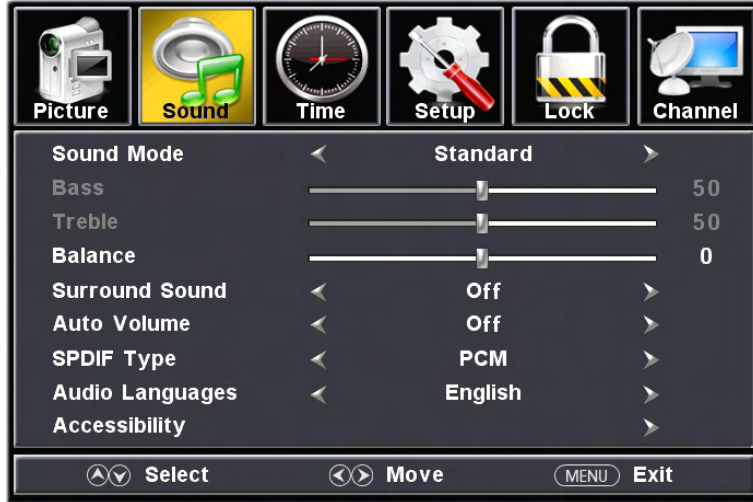 Picture Sound Time Setup Lock Channel
Sound Mode Standard
Bass 50
Treble 50
Balance 0
Surround Sound Off
Auto Volume Off
SPDIF Type PCM
Audio Languages English
Accessibility
Select Move MENU Exit